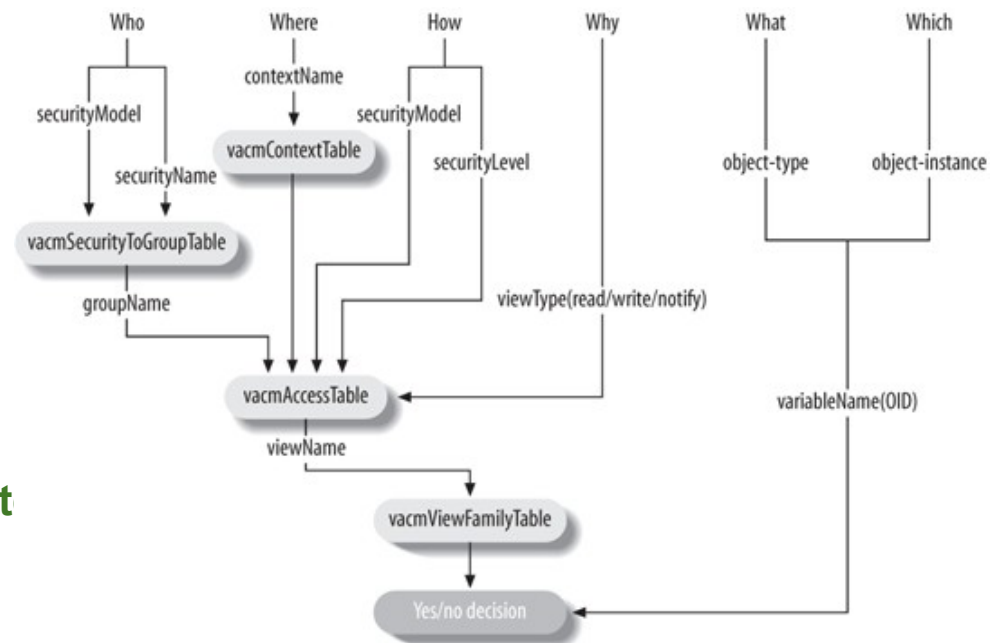 Who Where How Why What Which
contextName
securityModel securityModel
vacmContextTable
securityLevel object-type object-instance
securityName
vacmSecurityToGroupTable
groupName viewType(read/write/notify)
vacmAccessTable
variableName(OID)
viewName
t
vacmViewFamilyTable
Yes/no decision